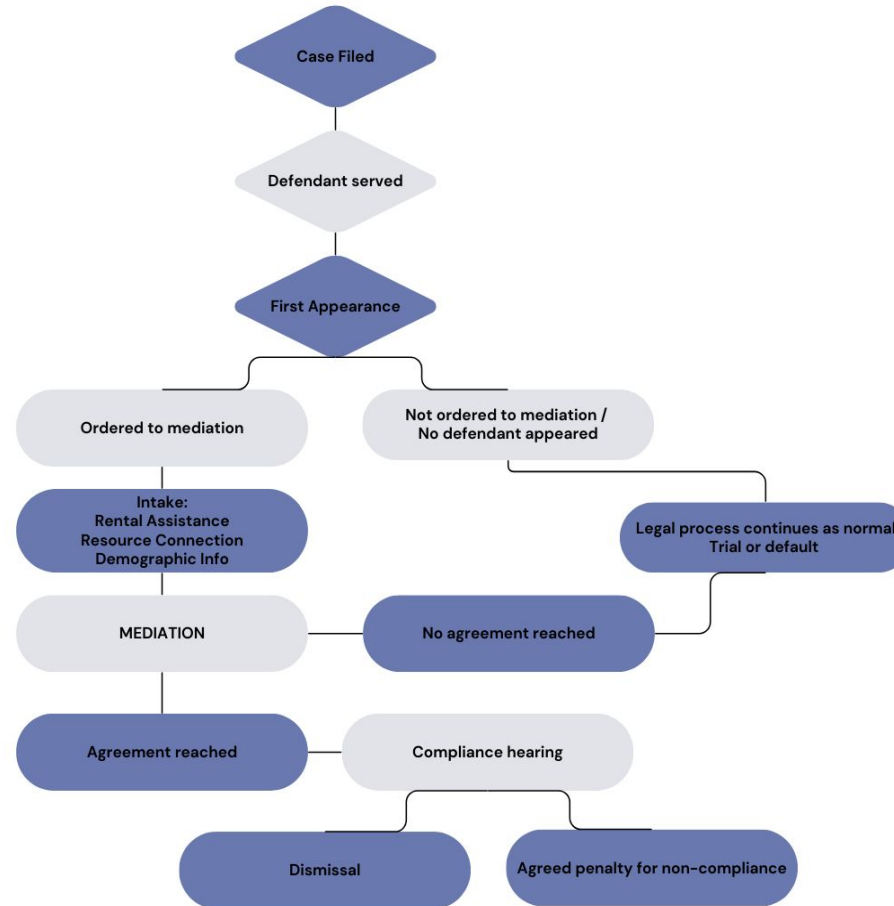 Case Filed
Defendant served
First Appearance
Ordered to mediation
Not ordered to mediation /
No defendant appeared
Intake:
Rental Assistance
Resource Connection
Demographic Info
Legal process continues as normal
Trial or default
MEDIATION
No agreement reached
Agreement reached
Compliance hearing
Dismissal
Agreed penalty for non-compliance